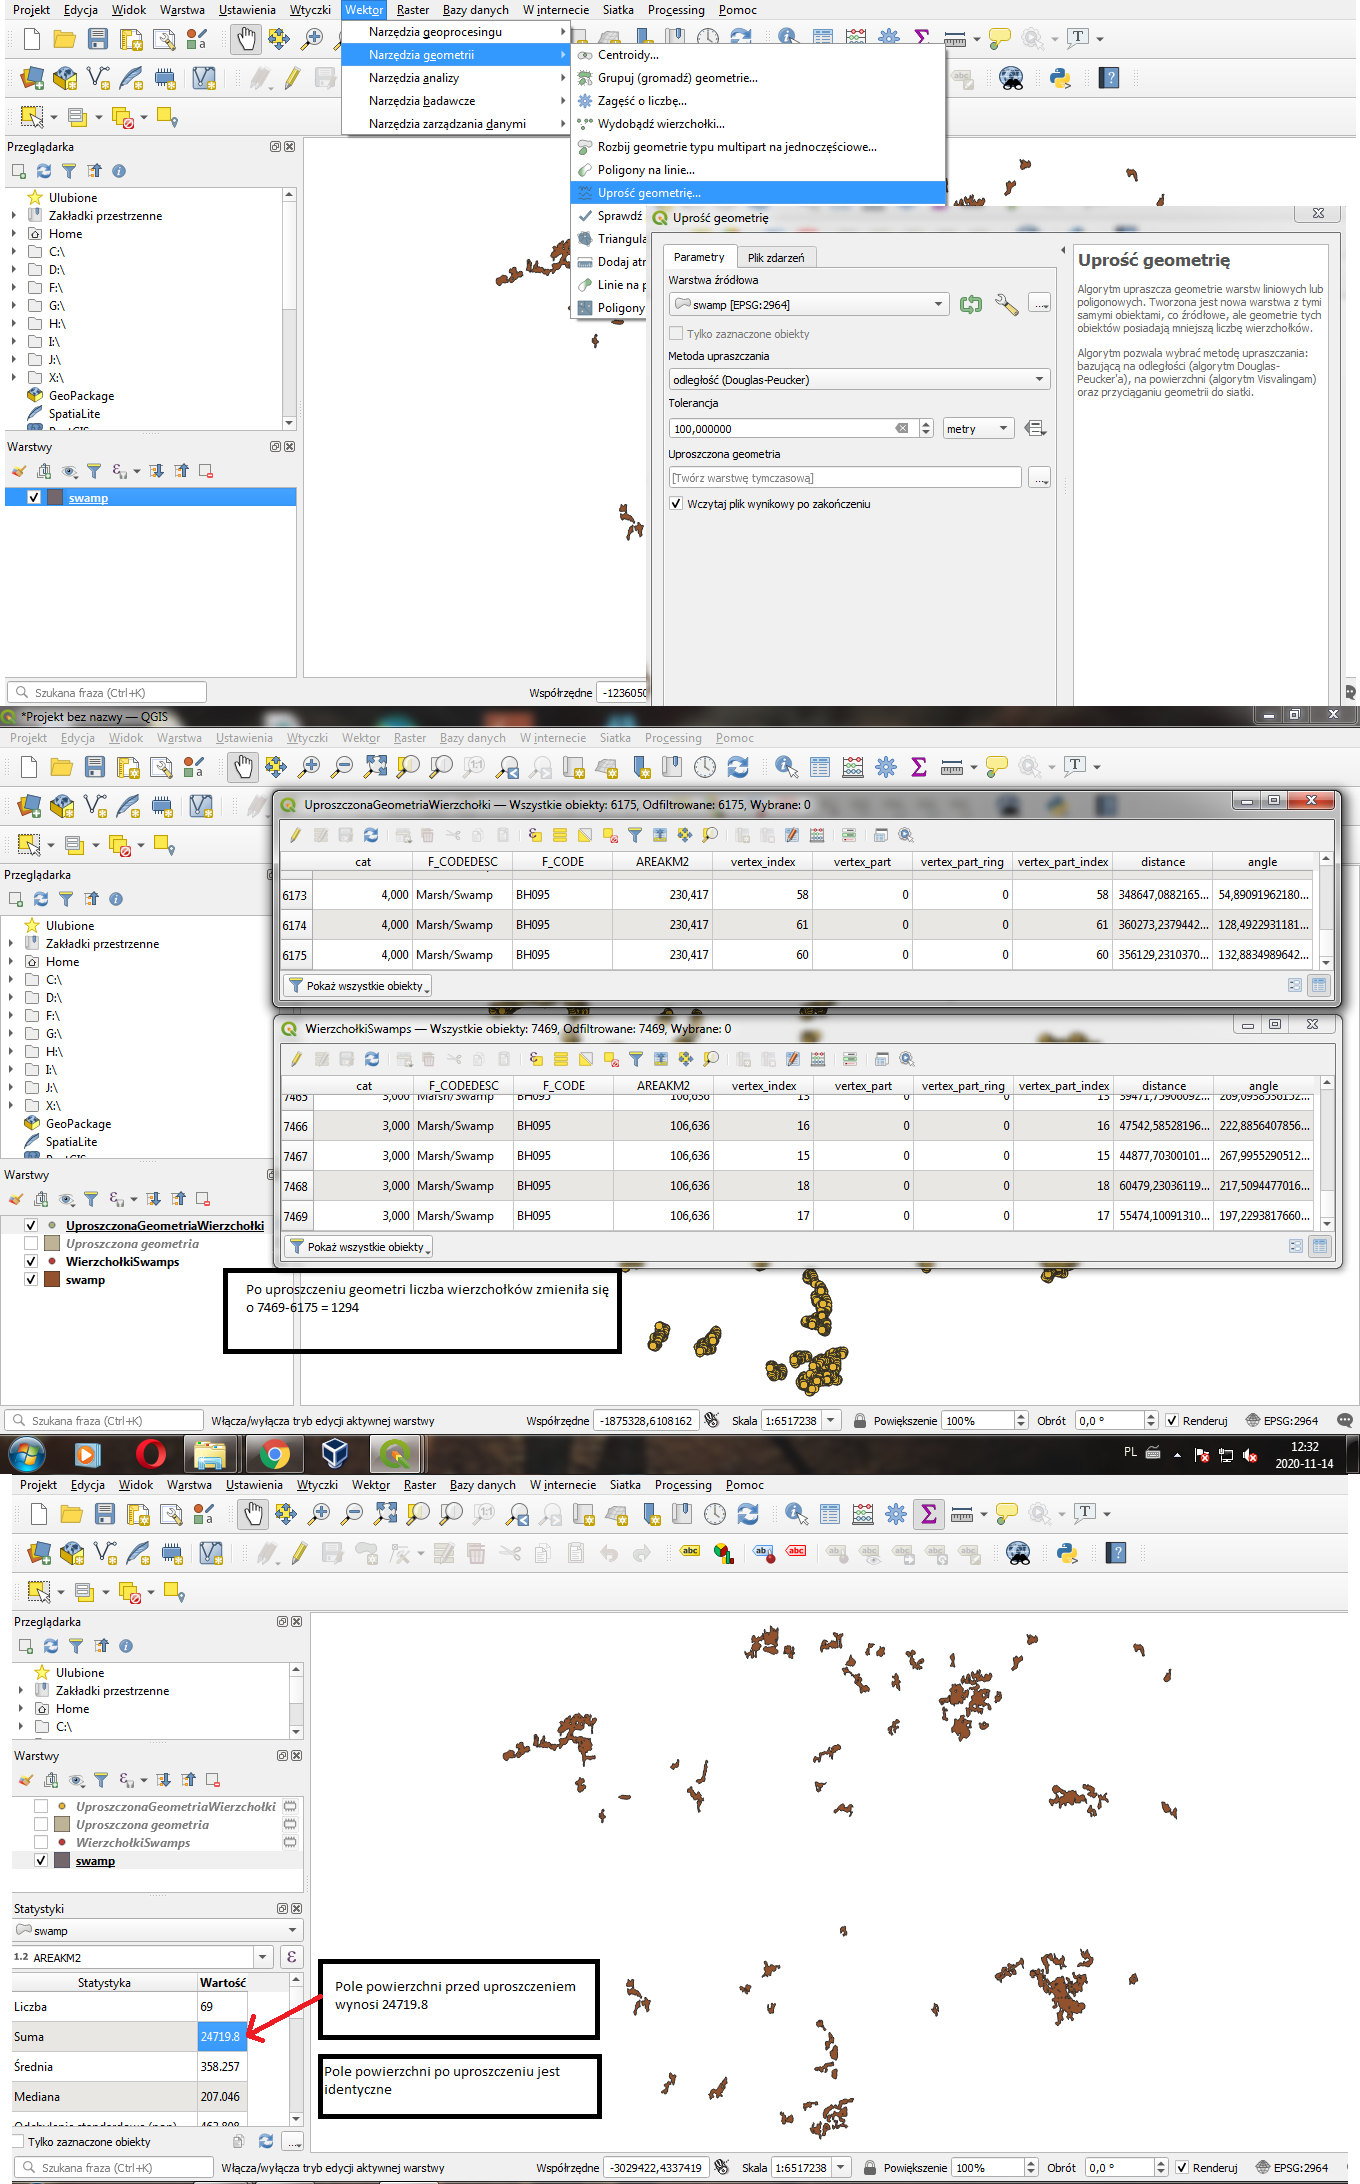 Projekt Edycja Widok Warstwa Ustawienia Wtyczki Wektor Raster Bazy danych W internecie Siatka Processing Pomoc
Narzędzia geoprocesingu
Narzędzia geometrii
Narzędzia analizy
Narzędzia badawcze
Narzędzia zarządzania danymi
Centroidy...
Grupuj (gromadź) geometrie...
Zagęść o liczbę...
Wydobądź wierzchołki...
Rozbij geometrie typu multipart na jednoczęściowe...
Poligony na linie...
Uprość geometrię...
Sprawdź
Triangula
Dodaj atr
Linie na p
Poligony
Przeglądarka
Ulubione
Zakładki przestrzenne
Home
C:\
D:\
F:\
G:\
H:\
I:\
J:\
X:\
GeoPackage
SpatiaLite
Warstwy
swamp
Szukana fraza (Ctrl+K)
Współrzędne -1236050
Uprość geometrię
Parametry Plik zdarzeń
Warstwa źródłowa
swamp [EPSG:2964]
Tylko zaznaczone obiekty
Metoda upraszczania
odległość (Douglas-Peucker)
Tolerancja
100,000000 metry
Uproszczona geometria
[Twórz warstwę tymczasową]
Wczytaj plik wynikowy po zakończeniu
Uprość geometrię
Algorytm upraszcza geometrie warstw liniowych lub
poligonowych. Tworzona jest nowa warstwa z tymi
samymi obiektami, co źródłowe, ale geometrie tych
obiektów posiadają mniejszą liczbę wierzchołków.
Algorytm pozwala wybrać metodę upraszczania:
bazującą na odległości (algorytm Douglas-
Peucker'a), na powierzchni (algorytm Visvalingam)
oraz przyciąganiu geometrii do siatki.
*Projekt bez nazwy — QGIS
Projekt Edycja Widok Warstwa Ustawienia Wtyczki Wektor Raster Bazy danych W internecie Siatka Processing Pomoc
UproszczonaGeometriaWierzchołki — Wszystkie obiekty: 6175, Odfiltrowane: 6175, Wybrane: 0
cat F_CODEDESC F_CODE AREAKM2 vertex_index vertex_part vertex_part_ring vertex_part_index distance angle
6173 4,000 Marsh/Swamp BH095 230,417 58 0 0 58 348647,0882165... 54,89091962180...
6174 4,000 Marsh/Swamp BH095 230,417 61 0 0 61 360273,2379442... 128,4922931181...
6175 4,000 Marsh/Swamp BH095 230,417 60 0 0 60 356129,2310370... 132,8834989642...
Pokaż wszystkie obiekty
WierzchołkiSwamps — Wszystkie obiekty: 7469, Odfiltrowane: 7469, Wybrane: 0
cat F_CODEDESC F_CODE AREAKM2 vertex_index vertex_part vertex_part_ring vertex_part_index distance angle
7465 3,000 Marsh/Swamp BH095 106,636 13 0 0 13 39471,75906092... 269,0938536152...
7466 3,000 Marsh/Swamp BH095 106,636 16 0 0 16 47542,58528196... 222,8856407856...
7467 3,000 Marsh/Swamp BH095 106,636 15 0 0 15 44877,70300101... 267,9955290512...
7468 3,000 Marsh/Swamp BH095 106,636 18 0 0 18 60479,23036119... 217,5094477016...
7469 3,000 Marsh/Swamp BH095 106,636 17 0 0 17 55474,10091310... 197,2293817660...
Pokaż wszystkie obiekty
Przeglądarka
Ulubione
Zakładki przestrzenne
Home
C:\
D:\
F:\
G:\
H:\
I:\
J:\
X:\
GeoPackage
SpatiaLite
Warstwy
UproszczonaGeometriaWierzchołki
Uproszczona geometria
WierzchołkiSwamps
swamp
Po uproszczeniu geometri liczba wierzchołków zmieniła się
o 7469-6175 = 1294
Szukana fraza (Ctrl+K) Włącza/wyłącza tryb edycji aktywnej warstwy Współrzędne -1875328,6108162 Skala 1:6517238 Powiększenie 100% Obrót 0,0 ° Renderuj EPSG:2964
PL 12:32
2020-11-14
Projekt Edycja Widok Warstwa Ustawienia Wtyczki Wektor Raster Bazy danych W internecie Siatka Processing Pomoc
Przeglądarka
Ulubione
Zakładki przestrzenne
Home
C:\
Warstwy
UproszczonaGeometriaWierzchołki
Uproszczona geometria
WierzchołkiSwamps
swamp
Statystyki
swamp
1.2 AREAKM2 ε
Statystyka Wartość
Liczba 69
Suma 24719.8
Średnia 358.257
Mediana 207.046
Tylko zaznaczone obiekty
Pole powierzchni przed uproszczeniem
wynosi 24719.8
Pole powierzchni po uproszczeniu jest
identyczne
Szukana fraza (Ctrl+K) Włącza/wyłącza tryb edycji aktywnej warstwy Współrzędne -3029422,4337419 Skala 1:6517238 Powiększenie 100% Obrót 0,0 ° Renderuj EPSG:2964